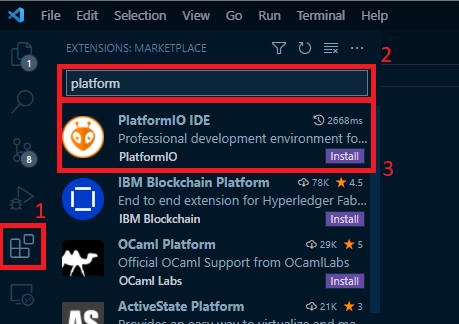 File Edit Selection View Go Run Terminal Help
EXTENSIONS: MARKETPLACE
2
platform
1
PlatformIO IDE 2668ms
Professional development environment fo...
PlatformIO Install
3
8
IBM Blockchain Platform 78K 4.5
End to end extension for Hyperledger Fab...
IBM Blockchain Install
1
OCaml Platform 29K 5
Official OCaml Support from OCamlLabs
OCaml Labs Install
AS ActiveState Platform 21K 3
Provides an easy way to virtualize and ma